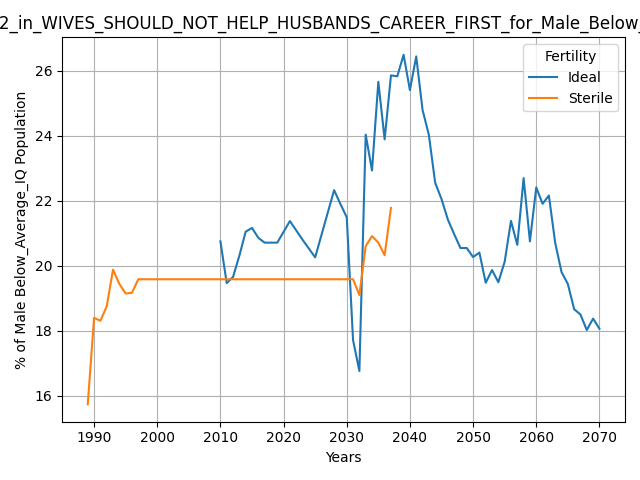 2_in_WIVES_SHOULD_NOT_HELP_HUSBANDS_CAREER_FIRST_for_Male_Below_
Fertility
Ideal
Sterile
% of Male Below_Average_IQ Population
26
24
22
20
18
16
1990 2000 2010 2020 2030 2040 2050 2060 2070
Years